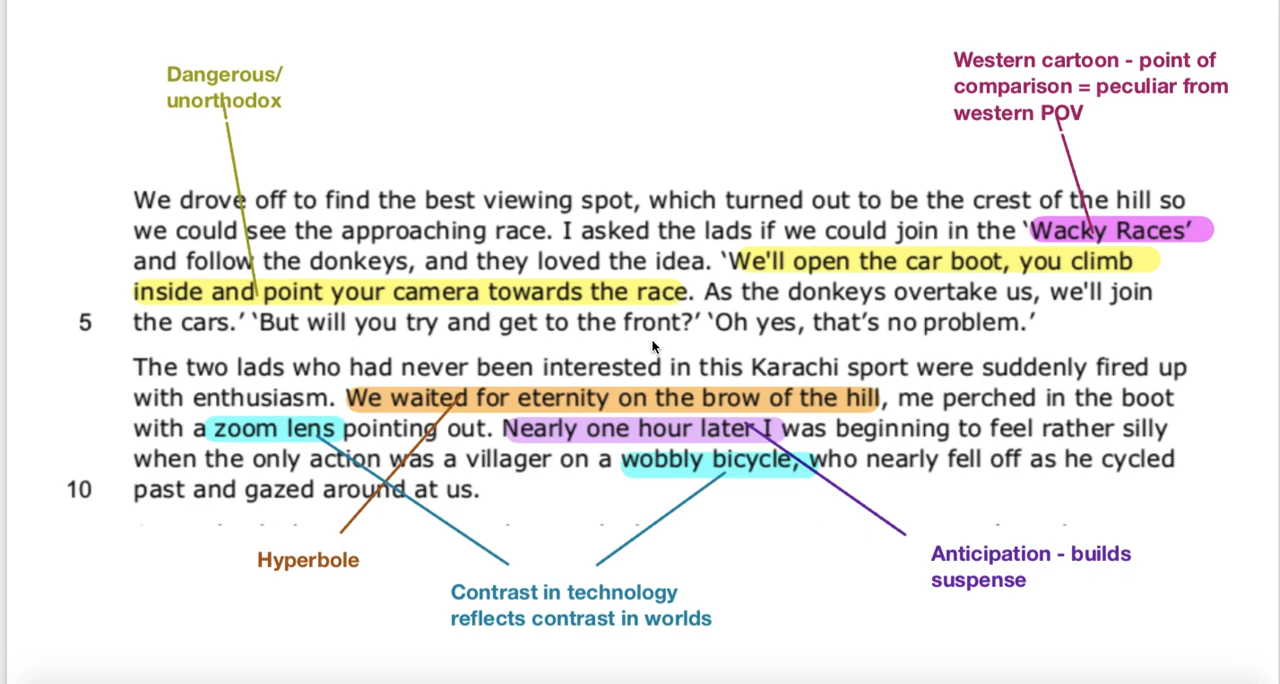 Dangerous/
unorthodox
Western cartoon - point of
comparison = peculiar from
western POV
We drove off to find the best viewing spot, which turned out to be the crest of the hill so
we could see the approaching race. I asked the lads if we could join in the ‘Wacky Races’
and follow the donkeys, and they loved the idea. ‘We'll open the car boot, you climb
inside and point your camera towards the race. As the donkeys overtake us, we'll join
5 the cars.’ ‘But will you try and get to the front?’ ‘Oh yes, that’s no problem.’
The two lads who had never been interested in this Karachi sport were suddenly fired up
with enthusiasm. We waited for eternity on the brow of the hill, me perched in the boot
with a zoom lens pointing out. Nearly one hour later I was beginning to feel rather silly
when the only action was a villager on a wobbly bicycle, who nearly fell off as he cycled
10 past and gazed around at us.
Hyperbole
Contrast in technology
reflects contrast in worlds
Anticipation - builds
suspense